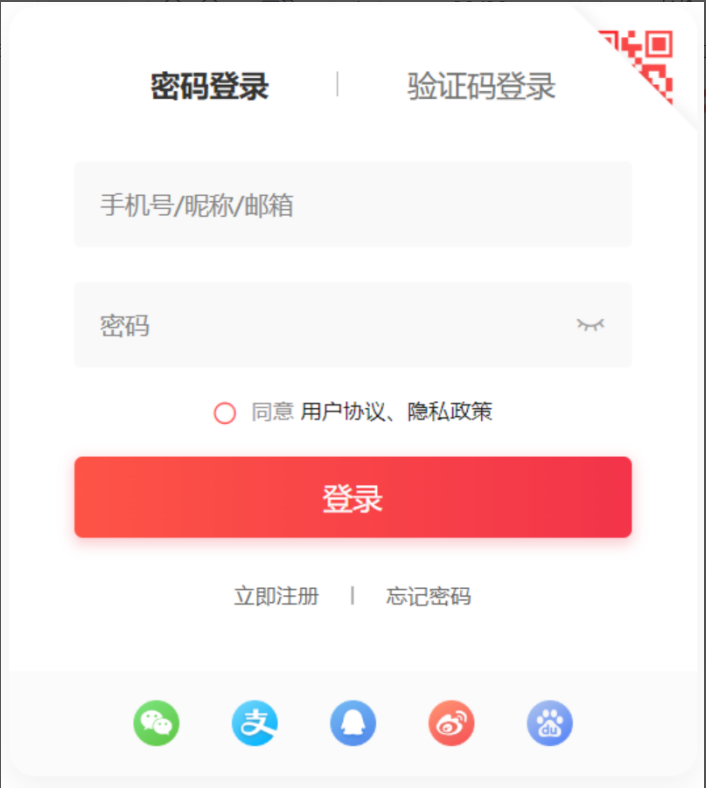 密码登录 | 验证码登录
手机号/昵称/邮箱
密码
同意 用户协议、隐私政策
登录
立即注册 | 忘记密码
支 du